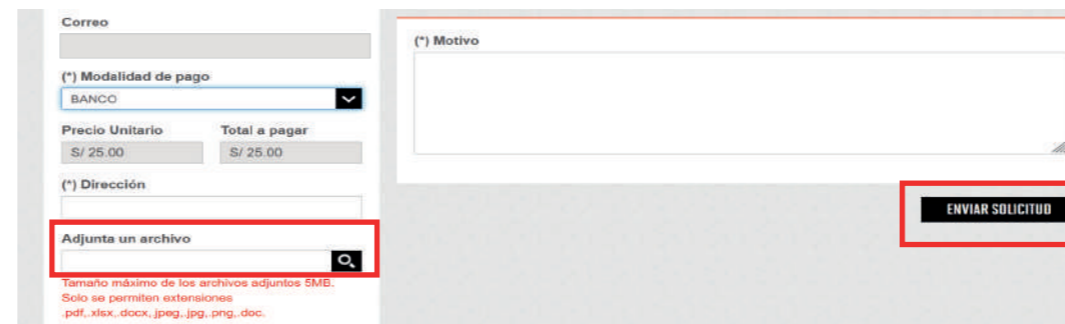 Correo
(*) Modalidad de pago
BANCO
Precio Unitario Total a pagar
S/ 25.00 S/ 25.00
(*) Dirección
Adjunta un archivo
Tamaño máximo de los archivos adjuntos 5MB.
Solo se permiten extensiones
.pdf,.xlsx,.docx,.jpeg,.jpg,.png,.doc.
(*) Motivo
ENVIAR SOLICITUD